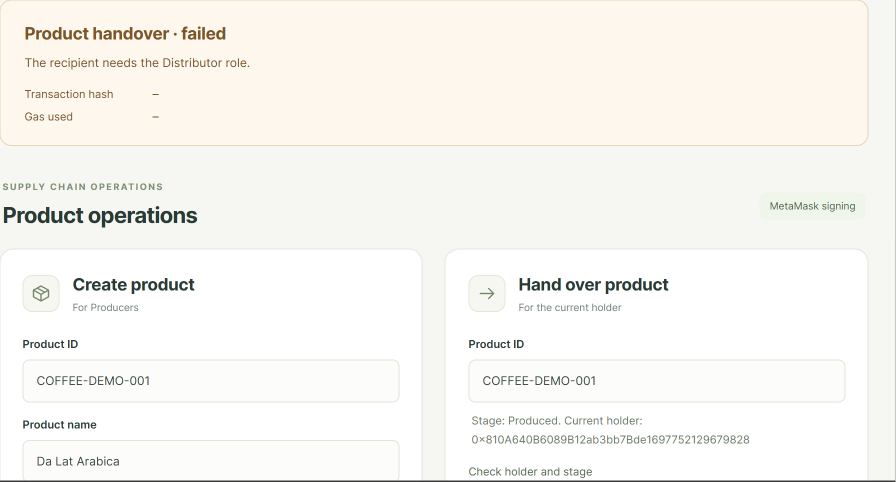 Product handover · failed
The recipient needs the Distributor role.
Transaction hash –
Gas used –
SUPPLY CHAIN OPERATIONS
Product operations
MetaMask signing
Create product
For Producers
Product ID
COFFEE-DEMO-001
Product name
Da Lat Arabica
Hand over product
For the current holder
Product ID
COFFEE-DEMO-001
Stage: Produced. Current holder:
0×810A640B6089B12ab3bb7Bde1697752129679828
Check holder and stage